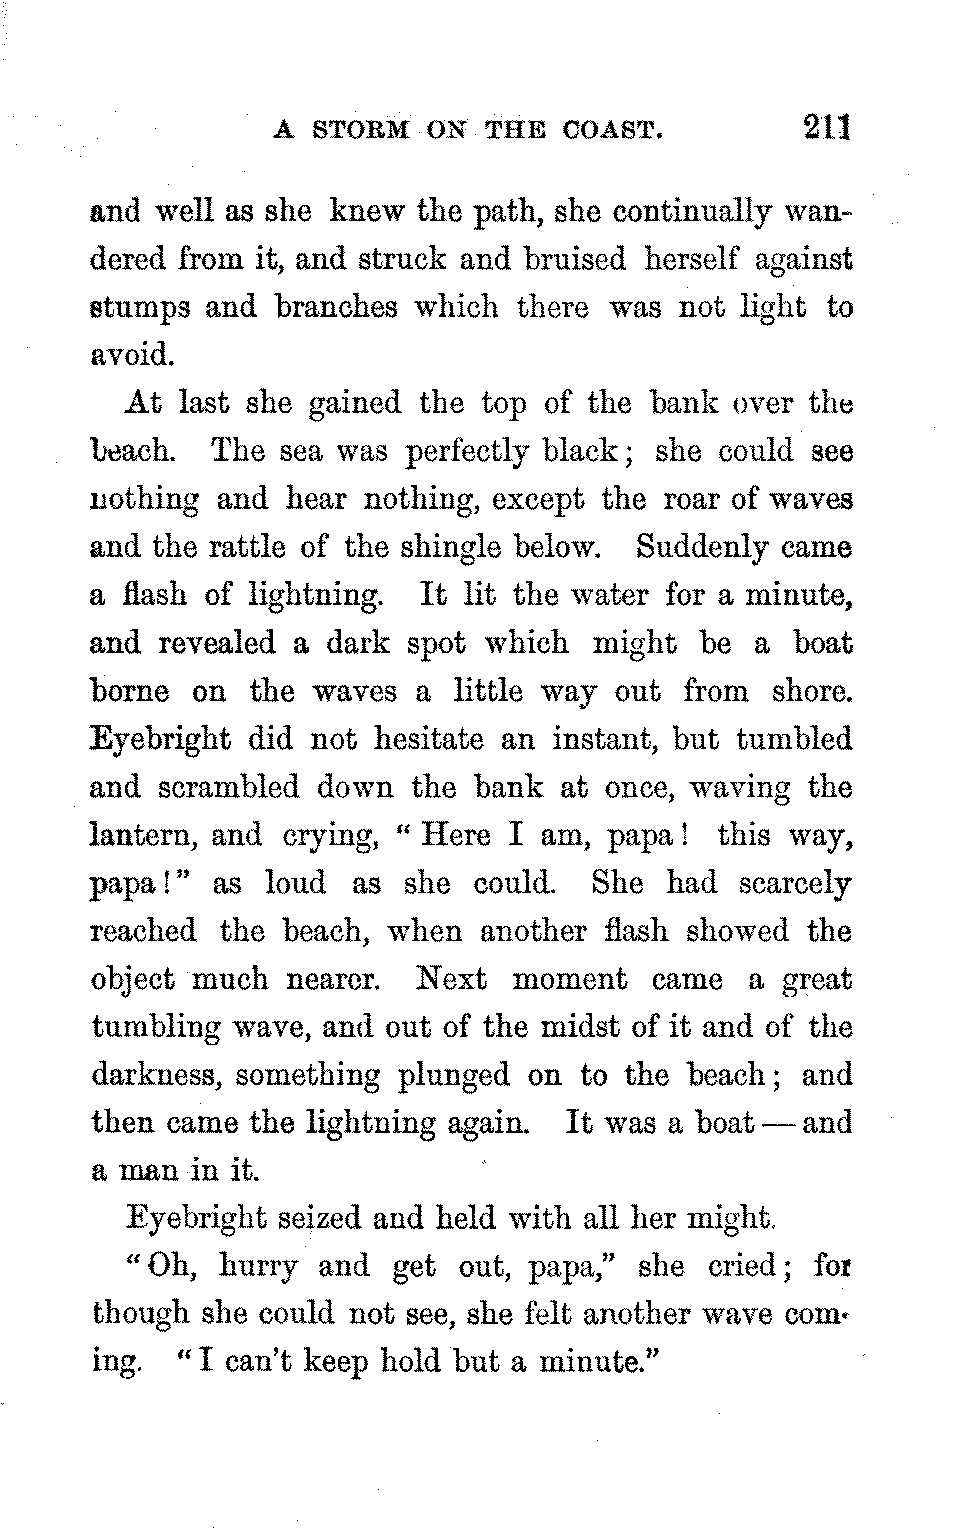 A STORM ON THE COAST. 211
and well as she knew the path, she continually wan-
dered from it, and struck and bruised herself against
stumps and branches which there was not light to
avoid.
At last she gained the top of the bank over the
beach. The sea was perfectly black; she could see
nothing and hear nothing, except the roar of waves
and the rattle of the shingle below. Suddenly came
a flash of lightning. It lit the water for a minute,
and revealed a dark spot which might be a boat
borne on the waves a little way out from shore.
Eyebright did not hesitate an instant, but tumbled
and scrambled down the bank at once, waving the
lantern, and crying, “Here I am, papa! this way,
papa!” as loud as she could. She had scarcely
reached the beach, when another flash showed the
object much nearer. Next moment came a great
tumbling wave, and out of the midst of it and of the
darkness, something plunged on to the beach; and
then came the lightning again. It was a boat — and
a man in it.
Eyebright seized and held with all her might.
“Oh, hurry and get out, papa,” she cried; for
though she could not see, she felt another wave com-
ing. “I can't keep hold but a minute.”